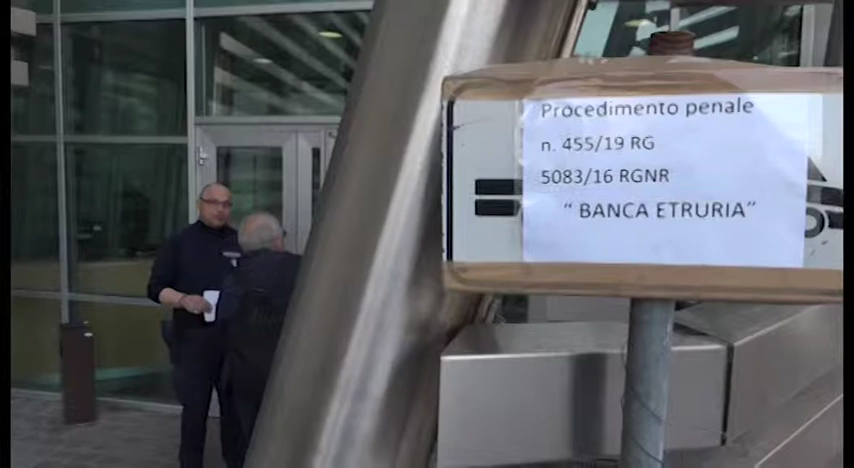 Procedimento penale
n. 455/19 RG
5083/16 RGNR
“ BANCA ETRURIA”